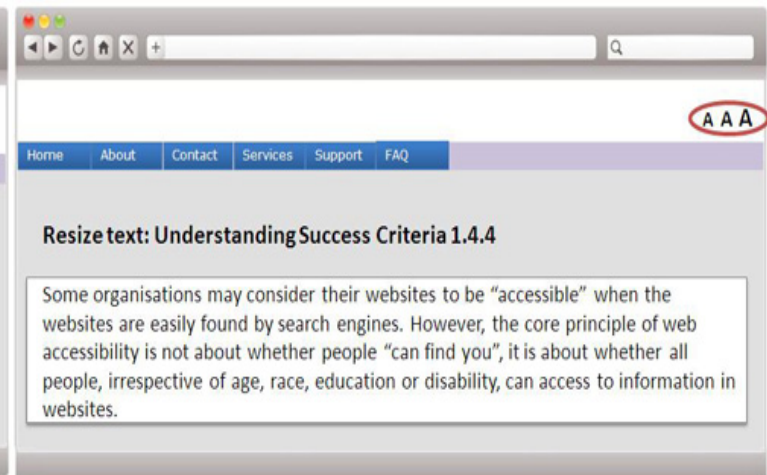 A A A
Home About Contact Services Support FAQ
Resize text: Understanding Success Criteria 1.4.4
Some organisations may consider their websites to be “accessible” when the
websites are easily found by search engines. However, the core principle of web
accessibility is not about whether people “can find you”, it is about whether all
people, irrespective of age, race, education or disability, can access to information in
websites.